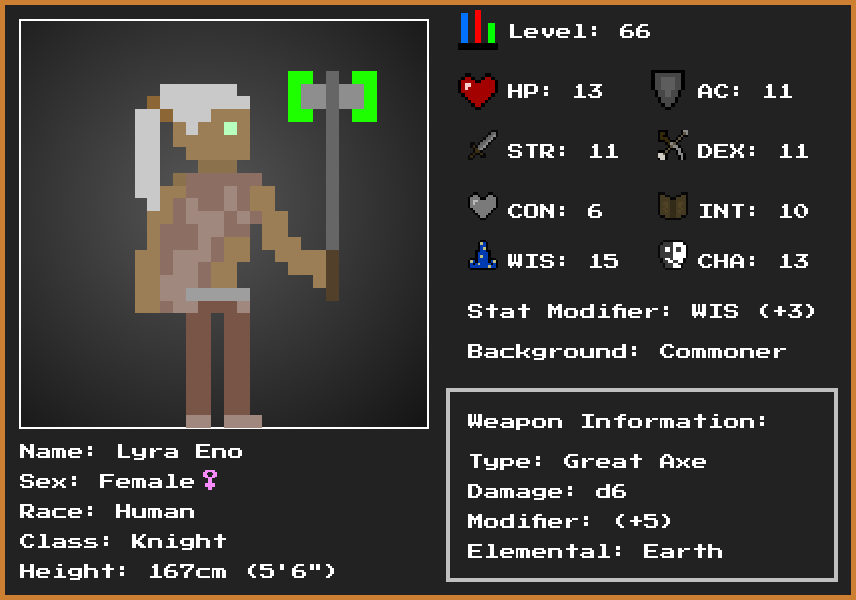 Level: 66
HP: 13
AC: 11
STR: 11
DEX: 11
CON: 6
INT: 10
WIS: 15
CHA: 13
Stat Modifier: WIS (+3)
Background: Commoner
Weapon Information:
Type: Great Axe
Damage: d6
Modifier: (+5)
Elemental: Earth
Name: Lyra Eno
Sex: Female♀
Race: Human
Class: Knight
Height: 167cm (5'6")